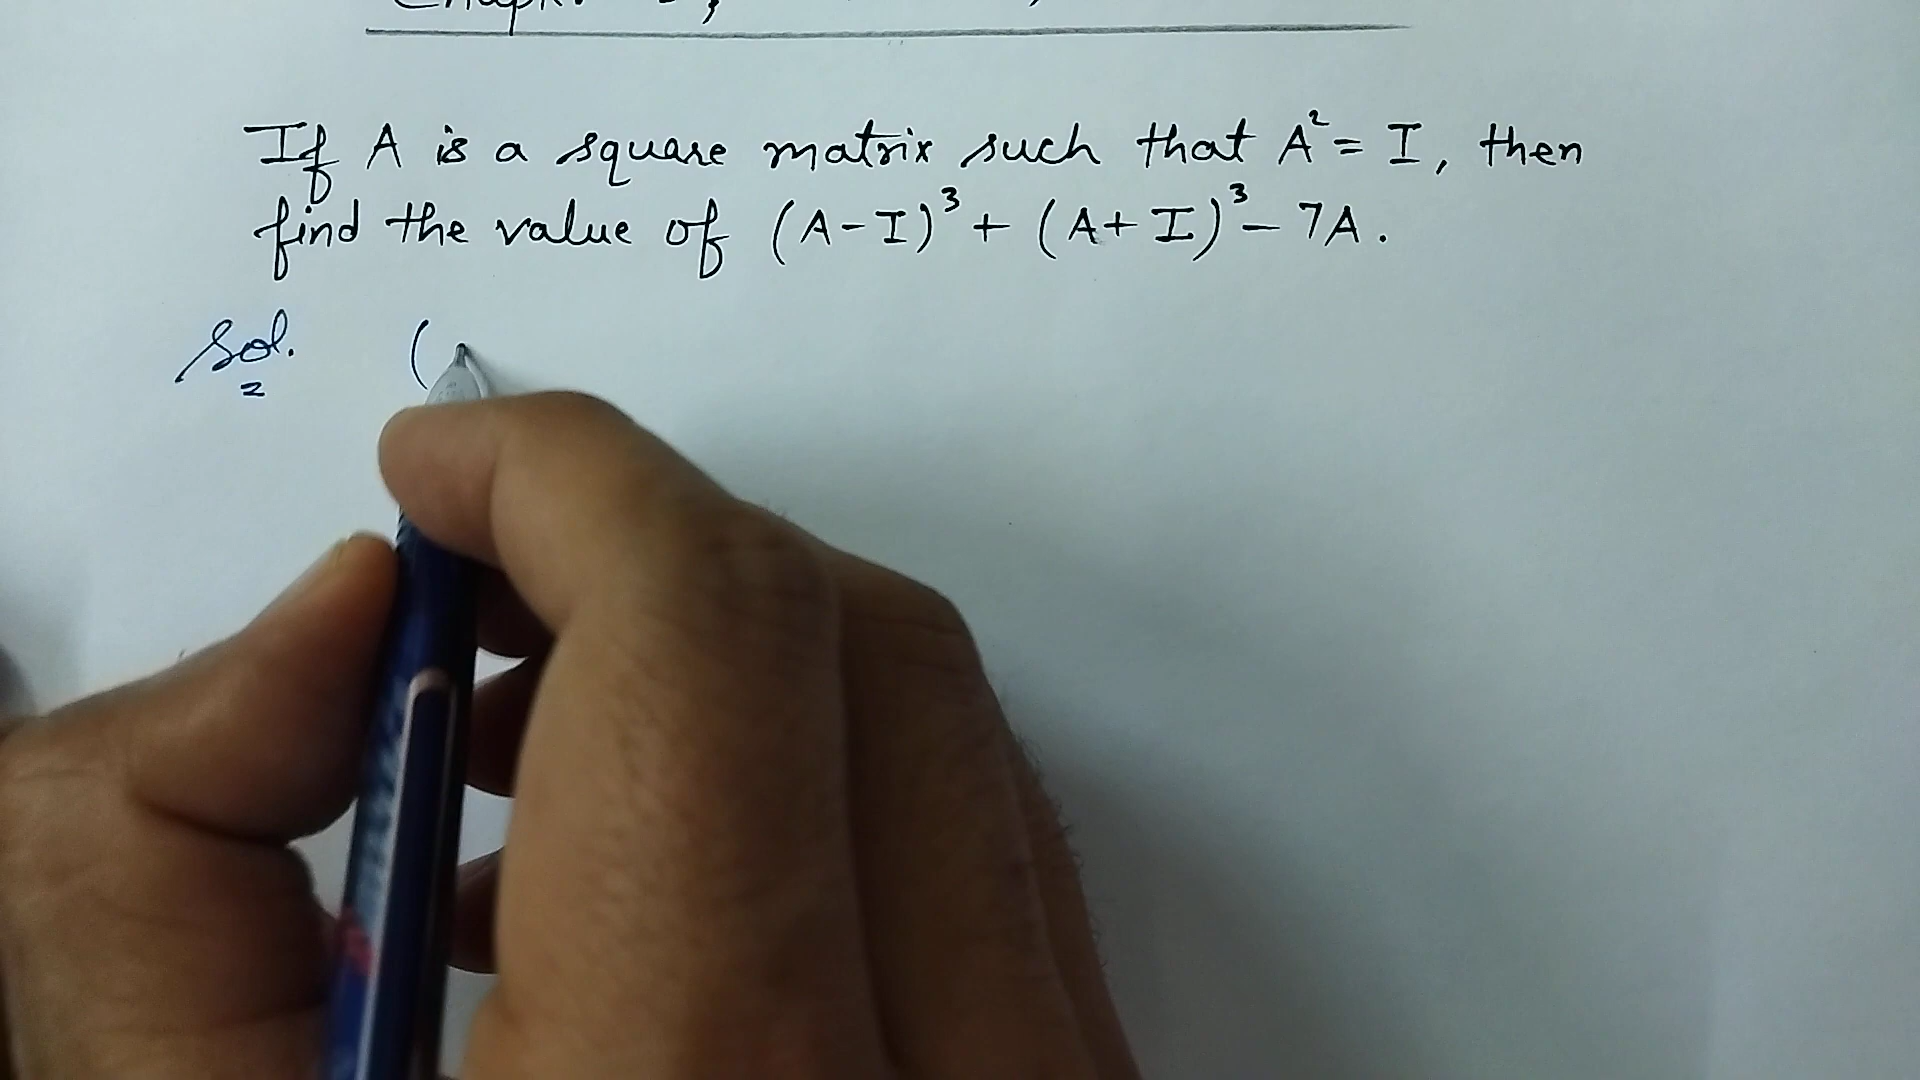 If A is a square matrix such that A² = I, then
find the value of (A-I)³ + (A+I)³ - 7A.
Sol. (